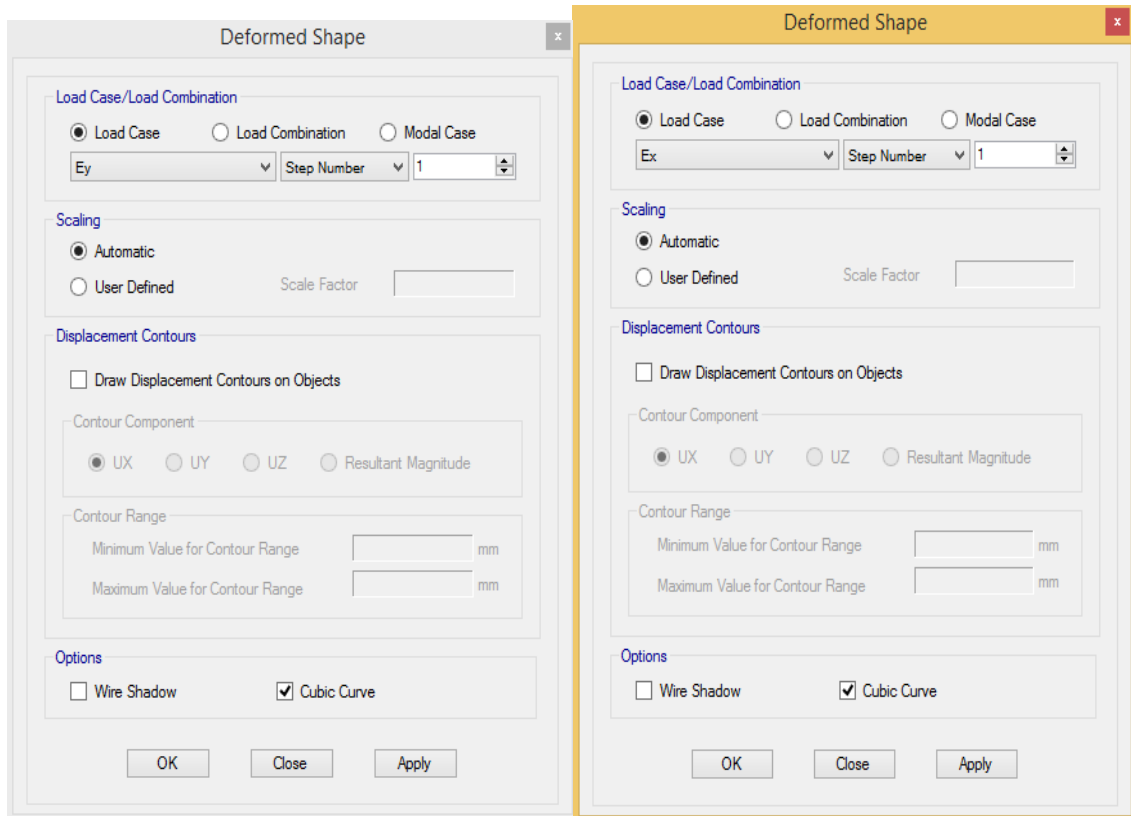 Deformed Shape
x
Load Case/Load Combination
Load Case Load Combination Modal Case
Ey Step Number 1
Scaling
Automatic
User Defined Scale Factor
Displacement Contours
Draw Displacement Contours on Objects
Contour Component
UX UY UZ Resultant Magnitude
Contour Range
Minimum Value for Contour Range mm
Maximum Value for Contour Range mm
Options
Wire Shadow Cubic Curve
OK Close Apply
Deformed Shape
x
Load Case/Load Combination
Load Case Load Combination Modal Case
Ex Step Number 1
Scaling
Automatic
User Defined Scale Factor
Displacement Contours
Draw Displacement Contours on Objects
Contour Component
UX UY UZ Resultant Magnitude
Contour Range
Minimum Value for Contour Range mm
Maximum Value for Contour Range mm
Options
Wire Shadow Cubic Curve
OK Close Apply